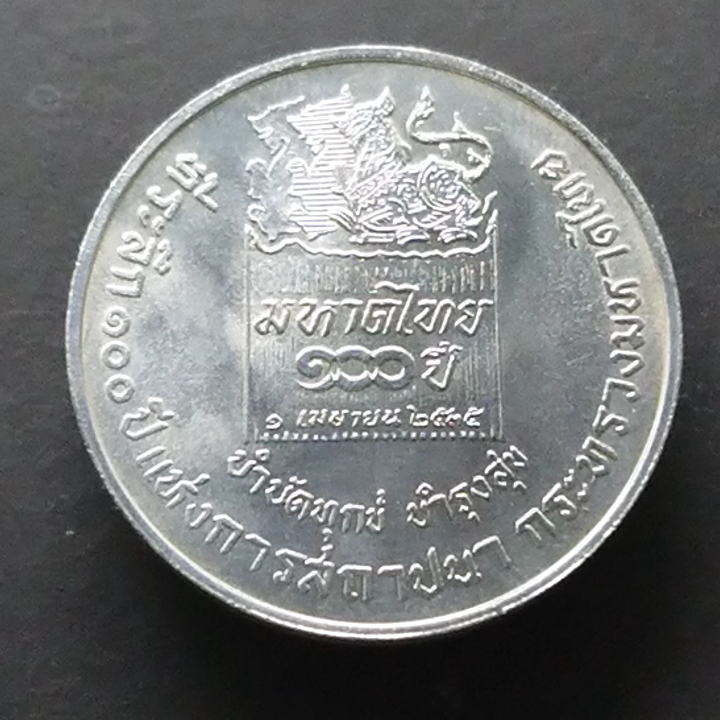 มหาดไทย
๑๐๐ ปี
๑ เมษายน ๒๕๓๕
บำบัดทุกข์ บำรุงสุข
ที่ระลึก ๑๐๐ ปี แห่งการสถาปนา กระทรวงมหาดไทย